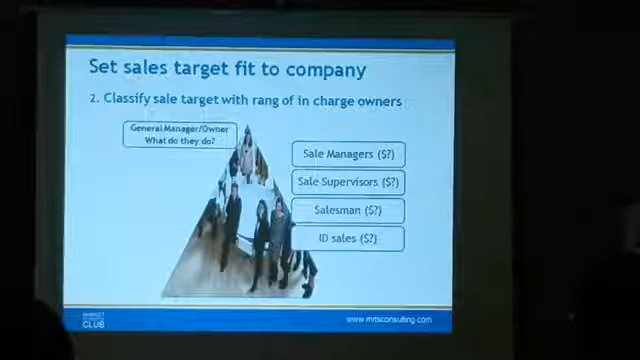 Set sales target fit to company
2. Classify sale target with rang of in charge owners
General Manager/Owner
What do they do?
Sale Managers ($?)
Sale Supervisors ($?)
Salesman ($?)
ID sales ($?)
CLUB
www.mrtsconsulting.com